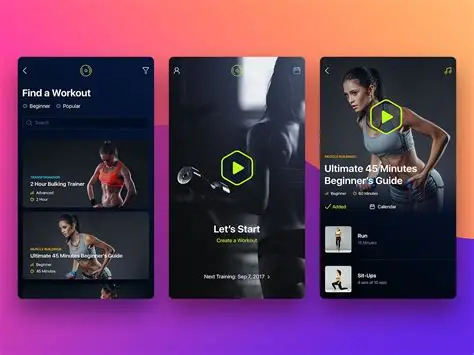 Find a Workout
Beginner
Popular
Search
TRANSFORMATION
2 Hour Bulking Trainer
Advanced
2 Hour
MUSCLE BUILDING
Ultimate 45 Minutes Beginner's Guide
Beginner
45 Minutes
Let's Start
Create a Workout
Next Training: Sep 7, 2017
MUSCLE BUILDING
Ultimate 45 Minutes
Beginner's Guide
Beginner
60 Minutes
Added
Calendar
Run
15 Minutes
Sit-Ups
4 sets of 10 reps